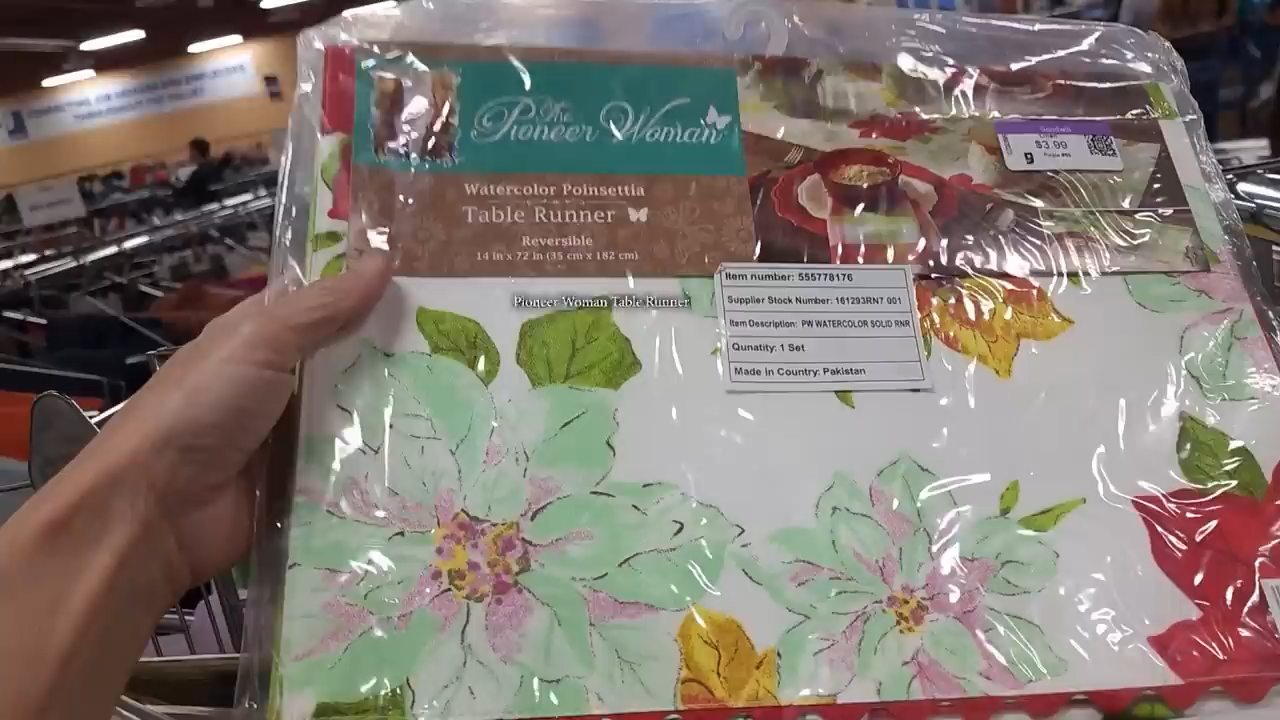 The
Pioneer Woman
Watercolor Poinsettia
Table Runner
Reversible
14 in x 72 in (35 cm x 182 cm)
Goodwill
$3.99
g
Pioneer Woman Table Runner
Item number: 555778176
Supplier Stock Number: 161293RN7 001
Item Description: PW WATERCOLOR SOLID RNR
Qunatity: 1 Set
Made in Country: Pakistan